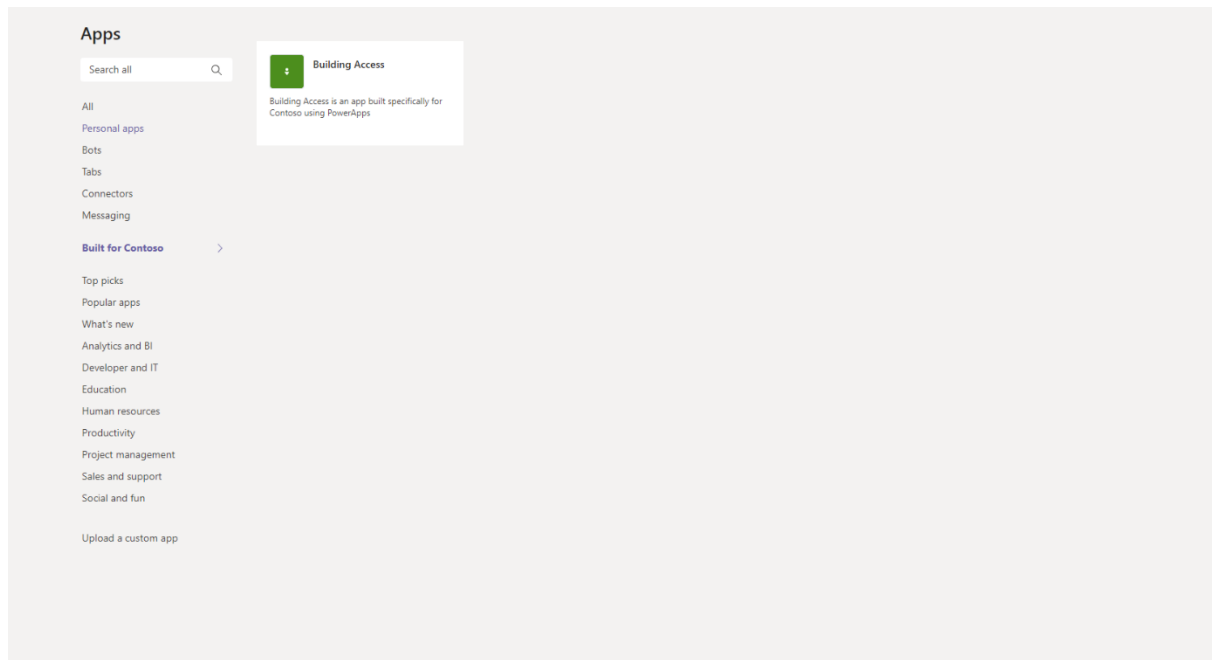 Apps
Search all
All
Personal apps
Bots
Tabs
Connectors
Messaging
Built for Contoso
Top picks
Popular apps
What's new
Analytics and BI
Developer and IT
Education
Human resources
Productivity
Project management
Sales and support
Social and fun
Upload a custom app
Building Access
Building Access is an app built specifically for
Contoso using PowerApps